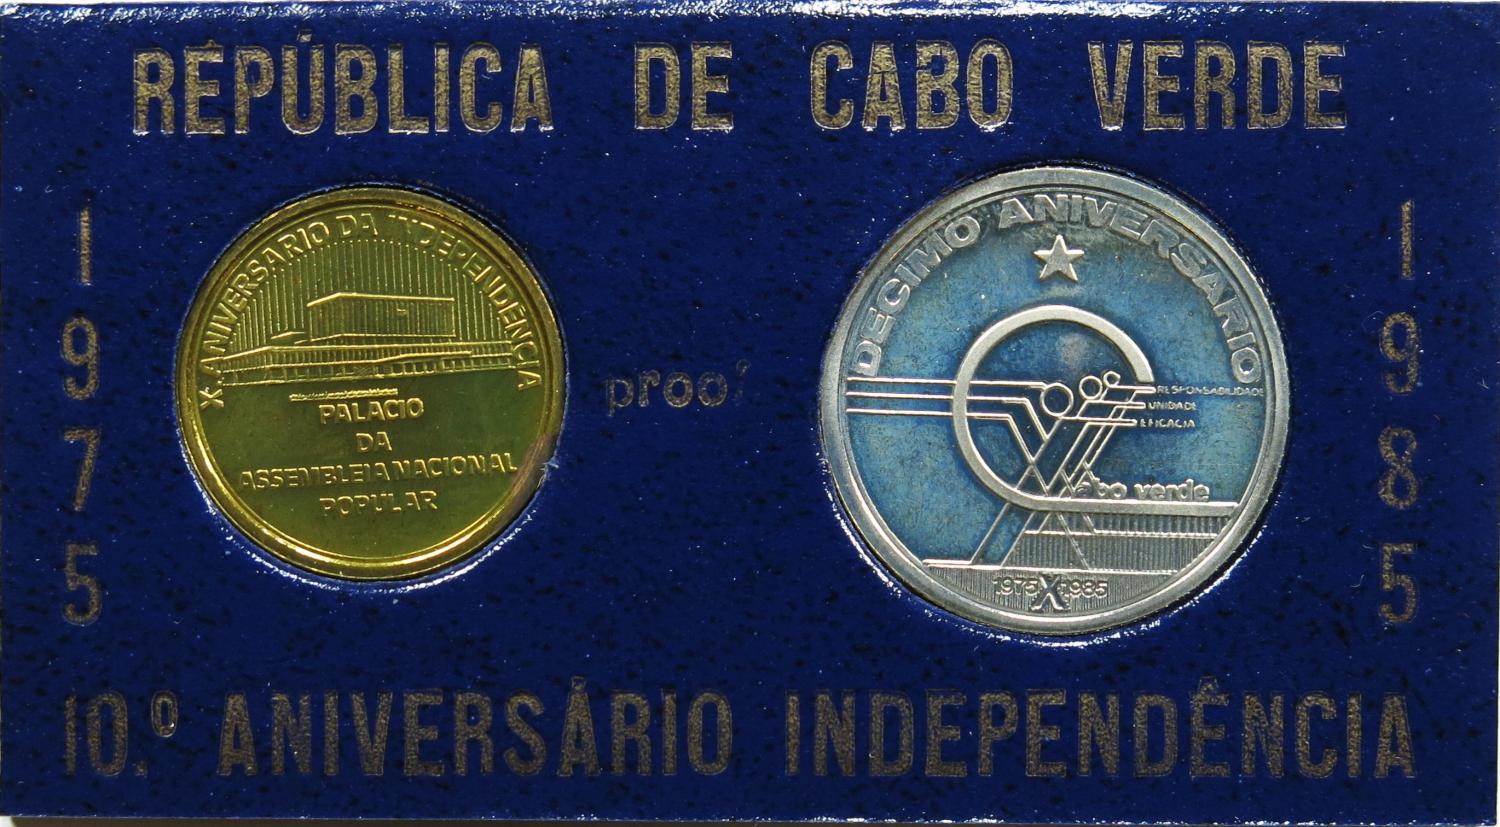 REPÚBLICA DE CABO VERDE
1975
X. ANIVERSARIO DA INDEPENDÊNCIA
PALACIO
DA
ASSEMBLEIA NACIONAL
POPULAR
proof
DECIMO ANIVERSARIO
RESPONSABILIDADE
UNIDADE
EFICACIA
Cabo verde
1975 X 1985
1985
10.º ANIVERSÁRIO INDEPENDÊNCIA